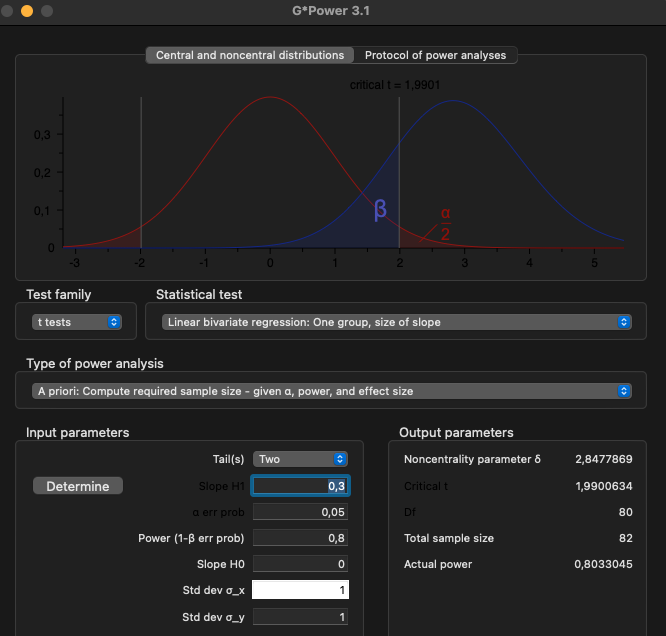 G*Power 3.1
Central and noncentral distributions Protocol of power analyses
critical t = 1,9901
0,3
0,2
β
α
0,1
2
0
-3 -2 -1 0 1 2 3 4 5
Test family Statistical test
t tests Linear bivariate regression: One group, size of slope
Type of power analysis
A priori: Compute required sample size - given α, power, and effect size
Input parameters Output parameters
Tail(s) Two Noncentrality parameter δ 2,8477869
Determine Slope H1 0,3 Critical t 1,9900634
α err prob 0,05 Df 80
Power (1-β err prob) 0,8 Total sample size 82
Slope H0 0 Actual power 0,8033045
Std dev σ_x 1
Std dev σ_y 1